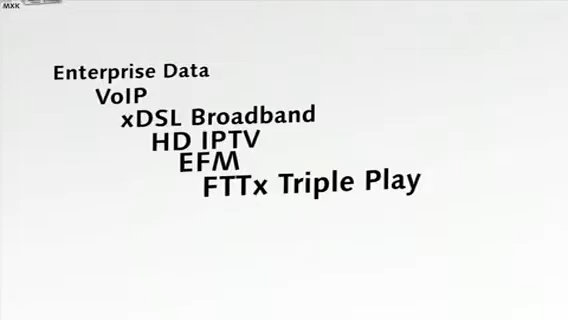 MXK
Enterprise Data
VoIP
xDSL Broadband
HD IPTV
EFM
FTTx Triple Play